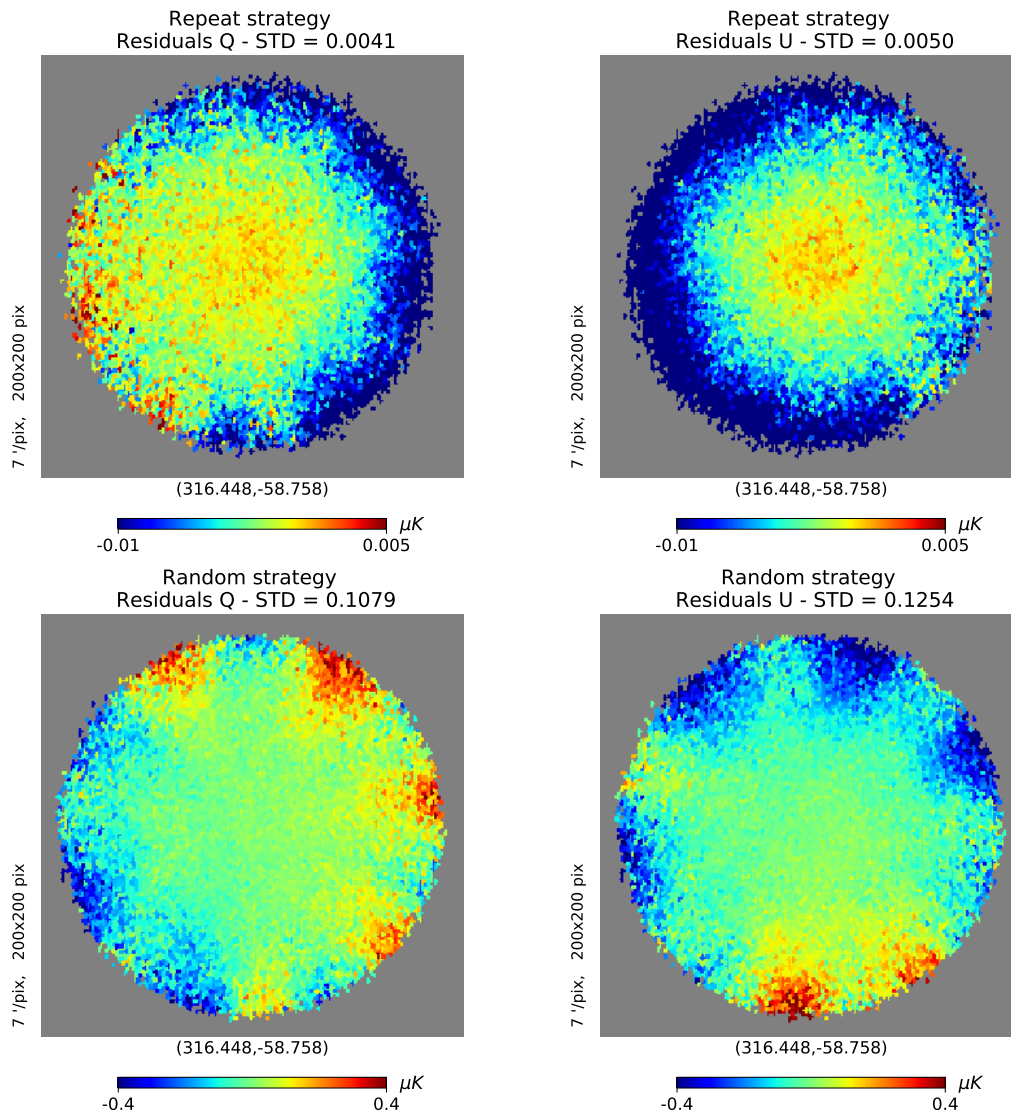 Repeat strategy
Residuals Q - STD = 0.0041
7 '/pix,   200x200 pix
(316.448,-58.758)
-0.01
0.005
μK
Repeat strategy
Residuals U - STD = 0.0050
7 '/pix,   200x200 pix
(316.448,-58.758)
-0.01
0.005
μK
Random strategy
Residuals Q - STD = 0.1079
7 '/pix,   200x200 pix
(316.448,-58.758)
-0.4
0.4
μK
Random strategy
Residuals U - STD = 0.1254
7 '/pix,   200x200 pix
(316.448,-58.758)
-0.4
0.4
μK